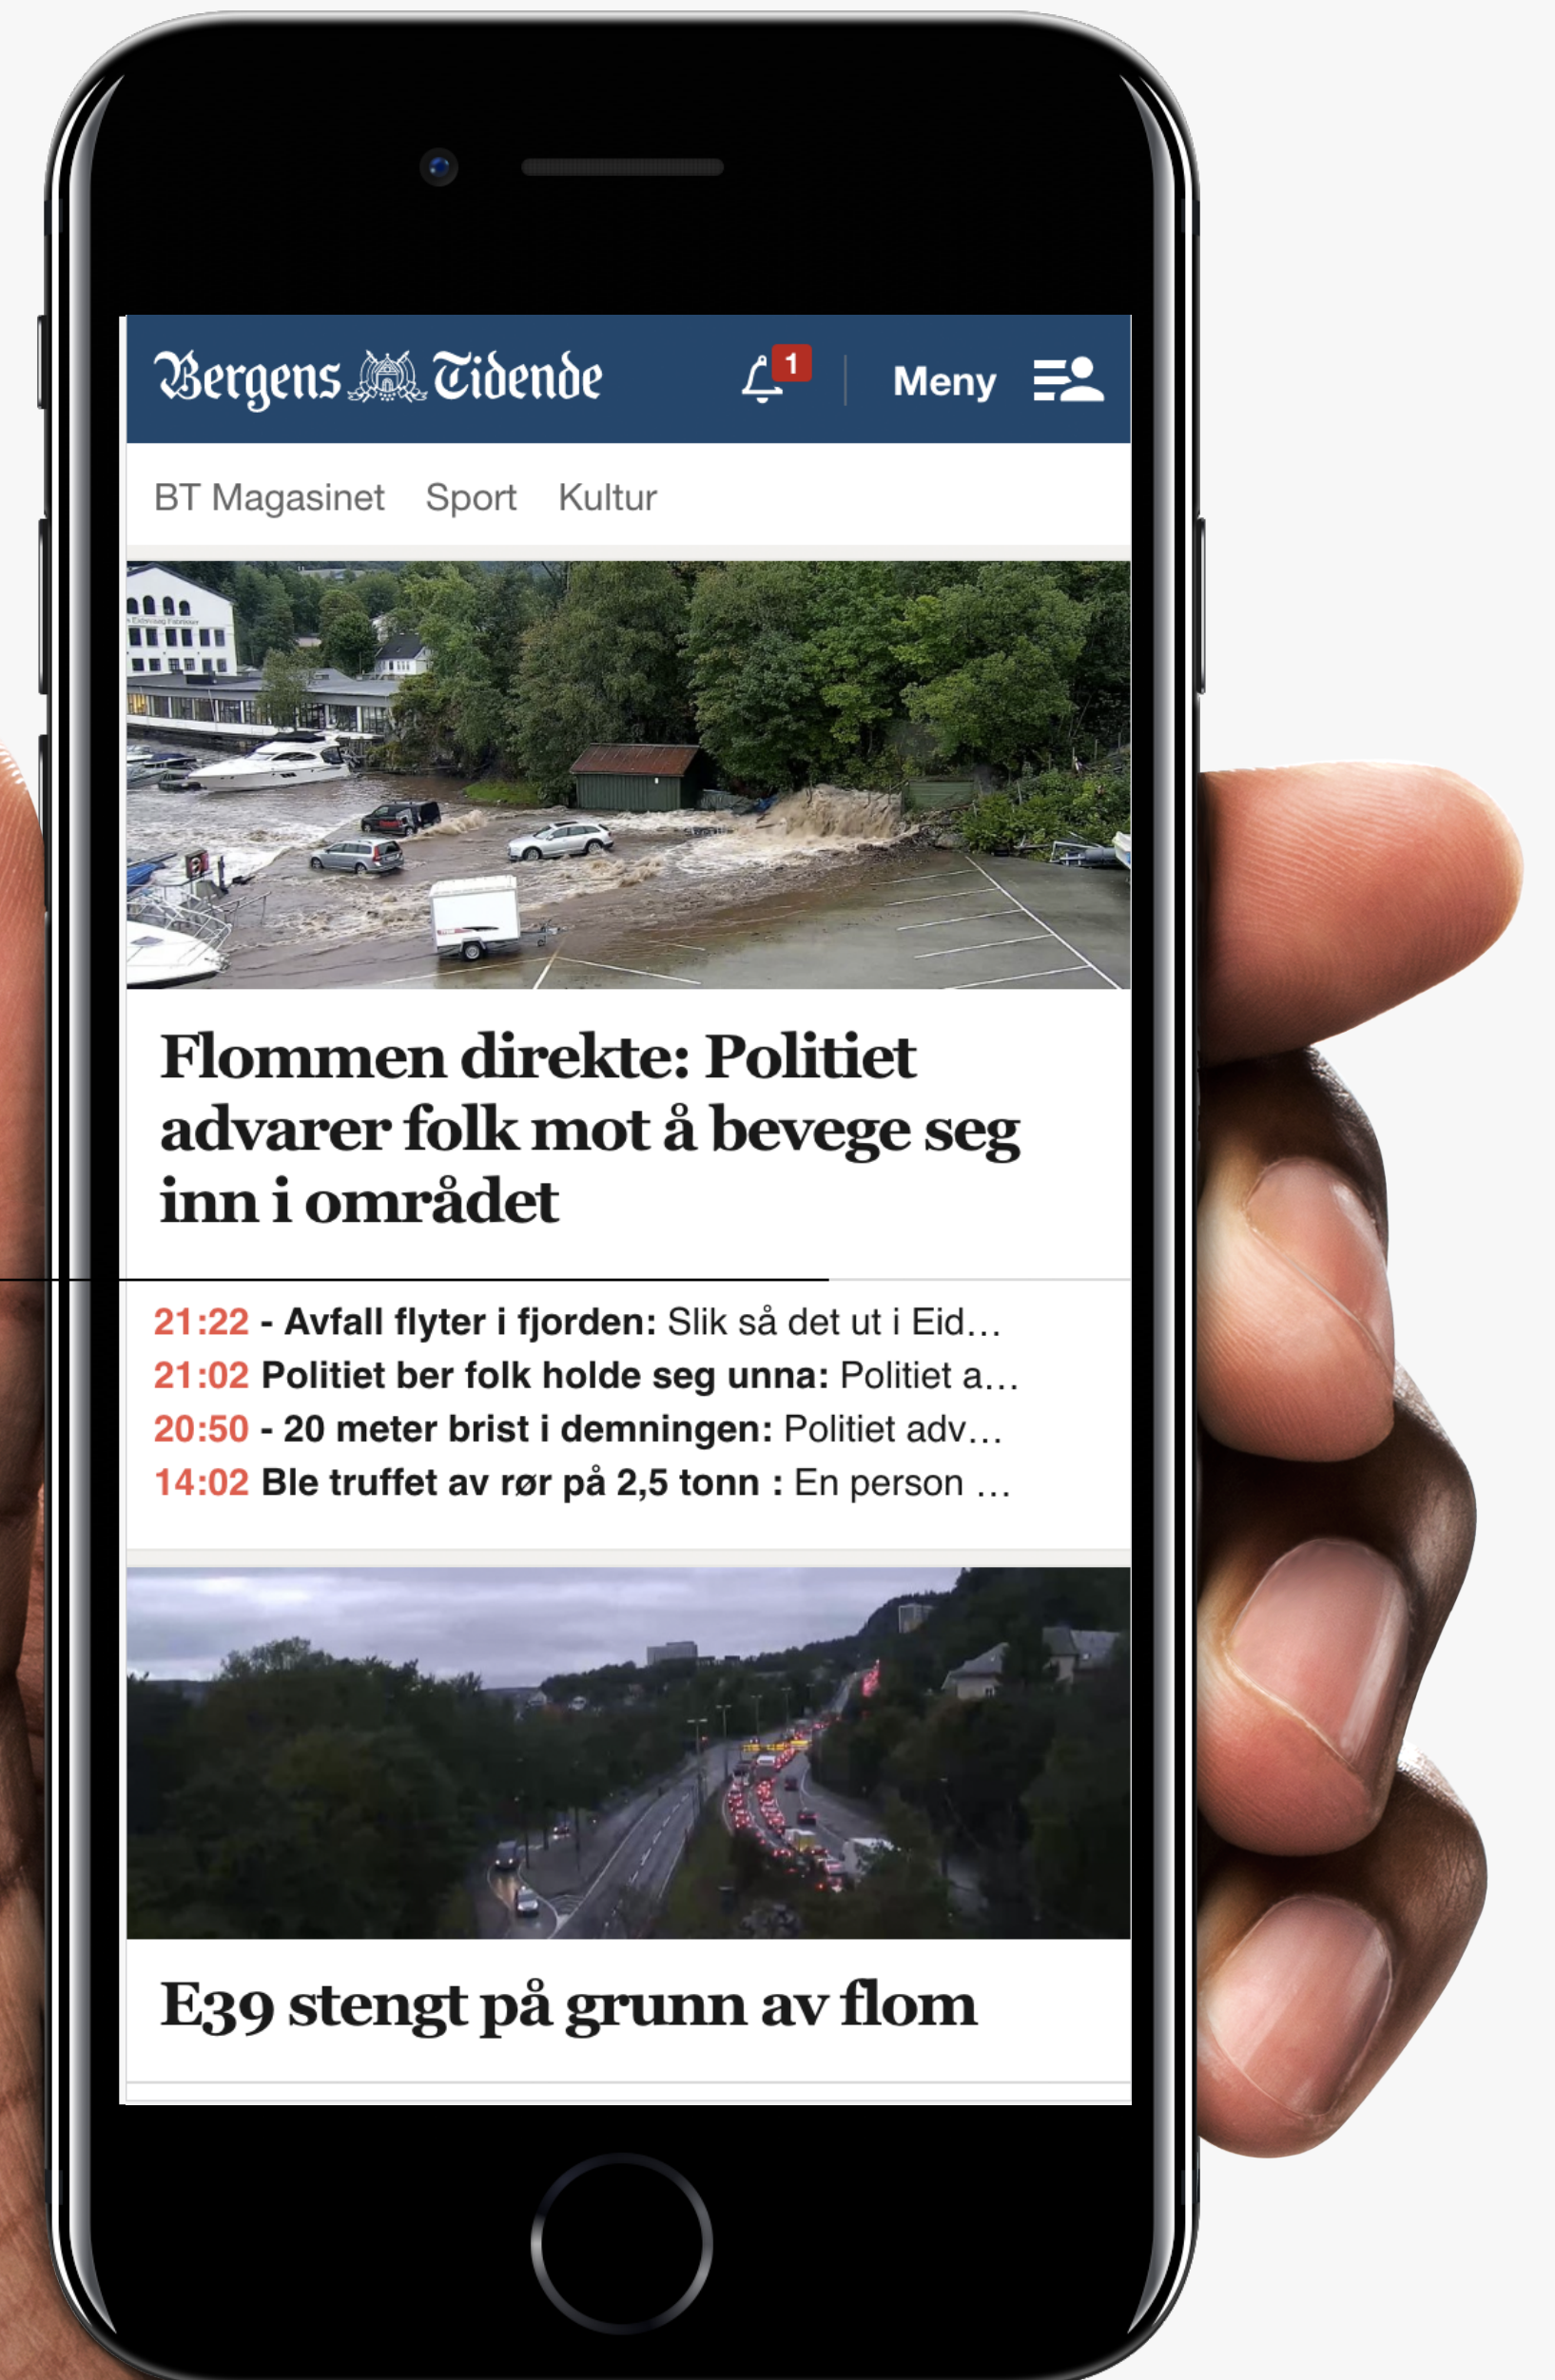 Bergens Tidende
1
Meny
BT Magasinet Sport Kultur
Eidsvaag Fabrikker
Flommen direkte: Politiet
advarer folk mot å bevege seg
inn i området
21:22 - Avfall flyter i fjorden: Slik så det ut i Eid...
21:02 Politiet ber folk holde seg unna: Politiet a...
20:50 - 20 meter brist i demningen: Politiet adv...
14:02 Ble truffet av rør på 2,5 tonn : En person ...
E39 stengt på grunn av flom